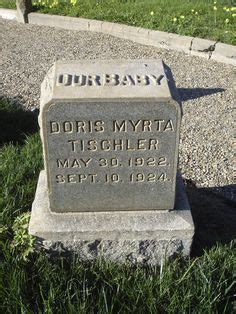 OUR BABY
DORIS MYRTA
TISCHLER
MAY 30. 1922.
SEPT. 10. 1924.